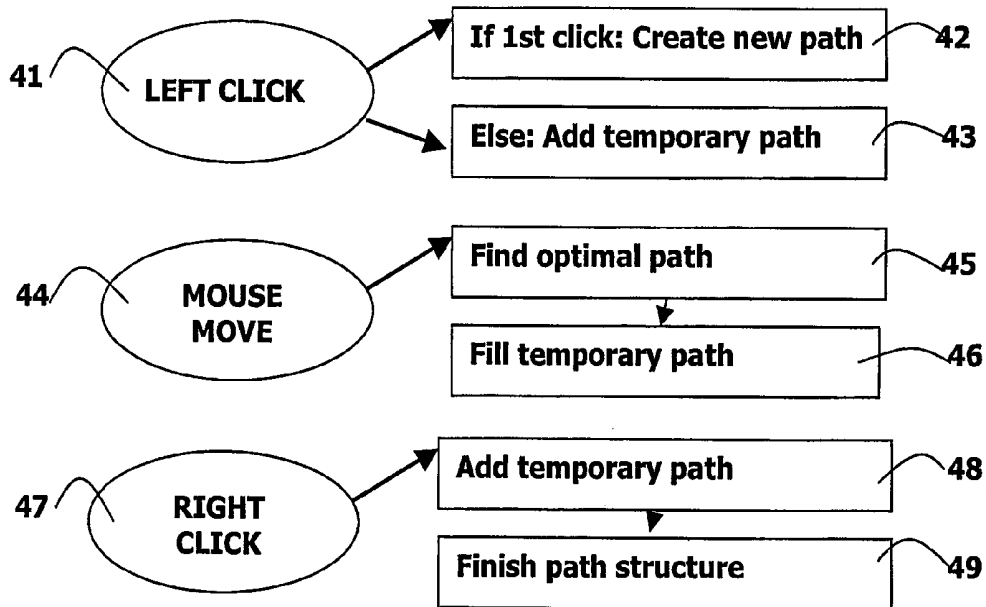 41
LEFT CLICK
If 1st click: Create new path
42
Else: Add temporary path
43
44
MOUSE
MOVE
Find optimal path
45
Fill temporary path
46
47
RIGHT
CLICK
Add temporary path
48
Finish path structure
49